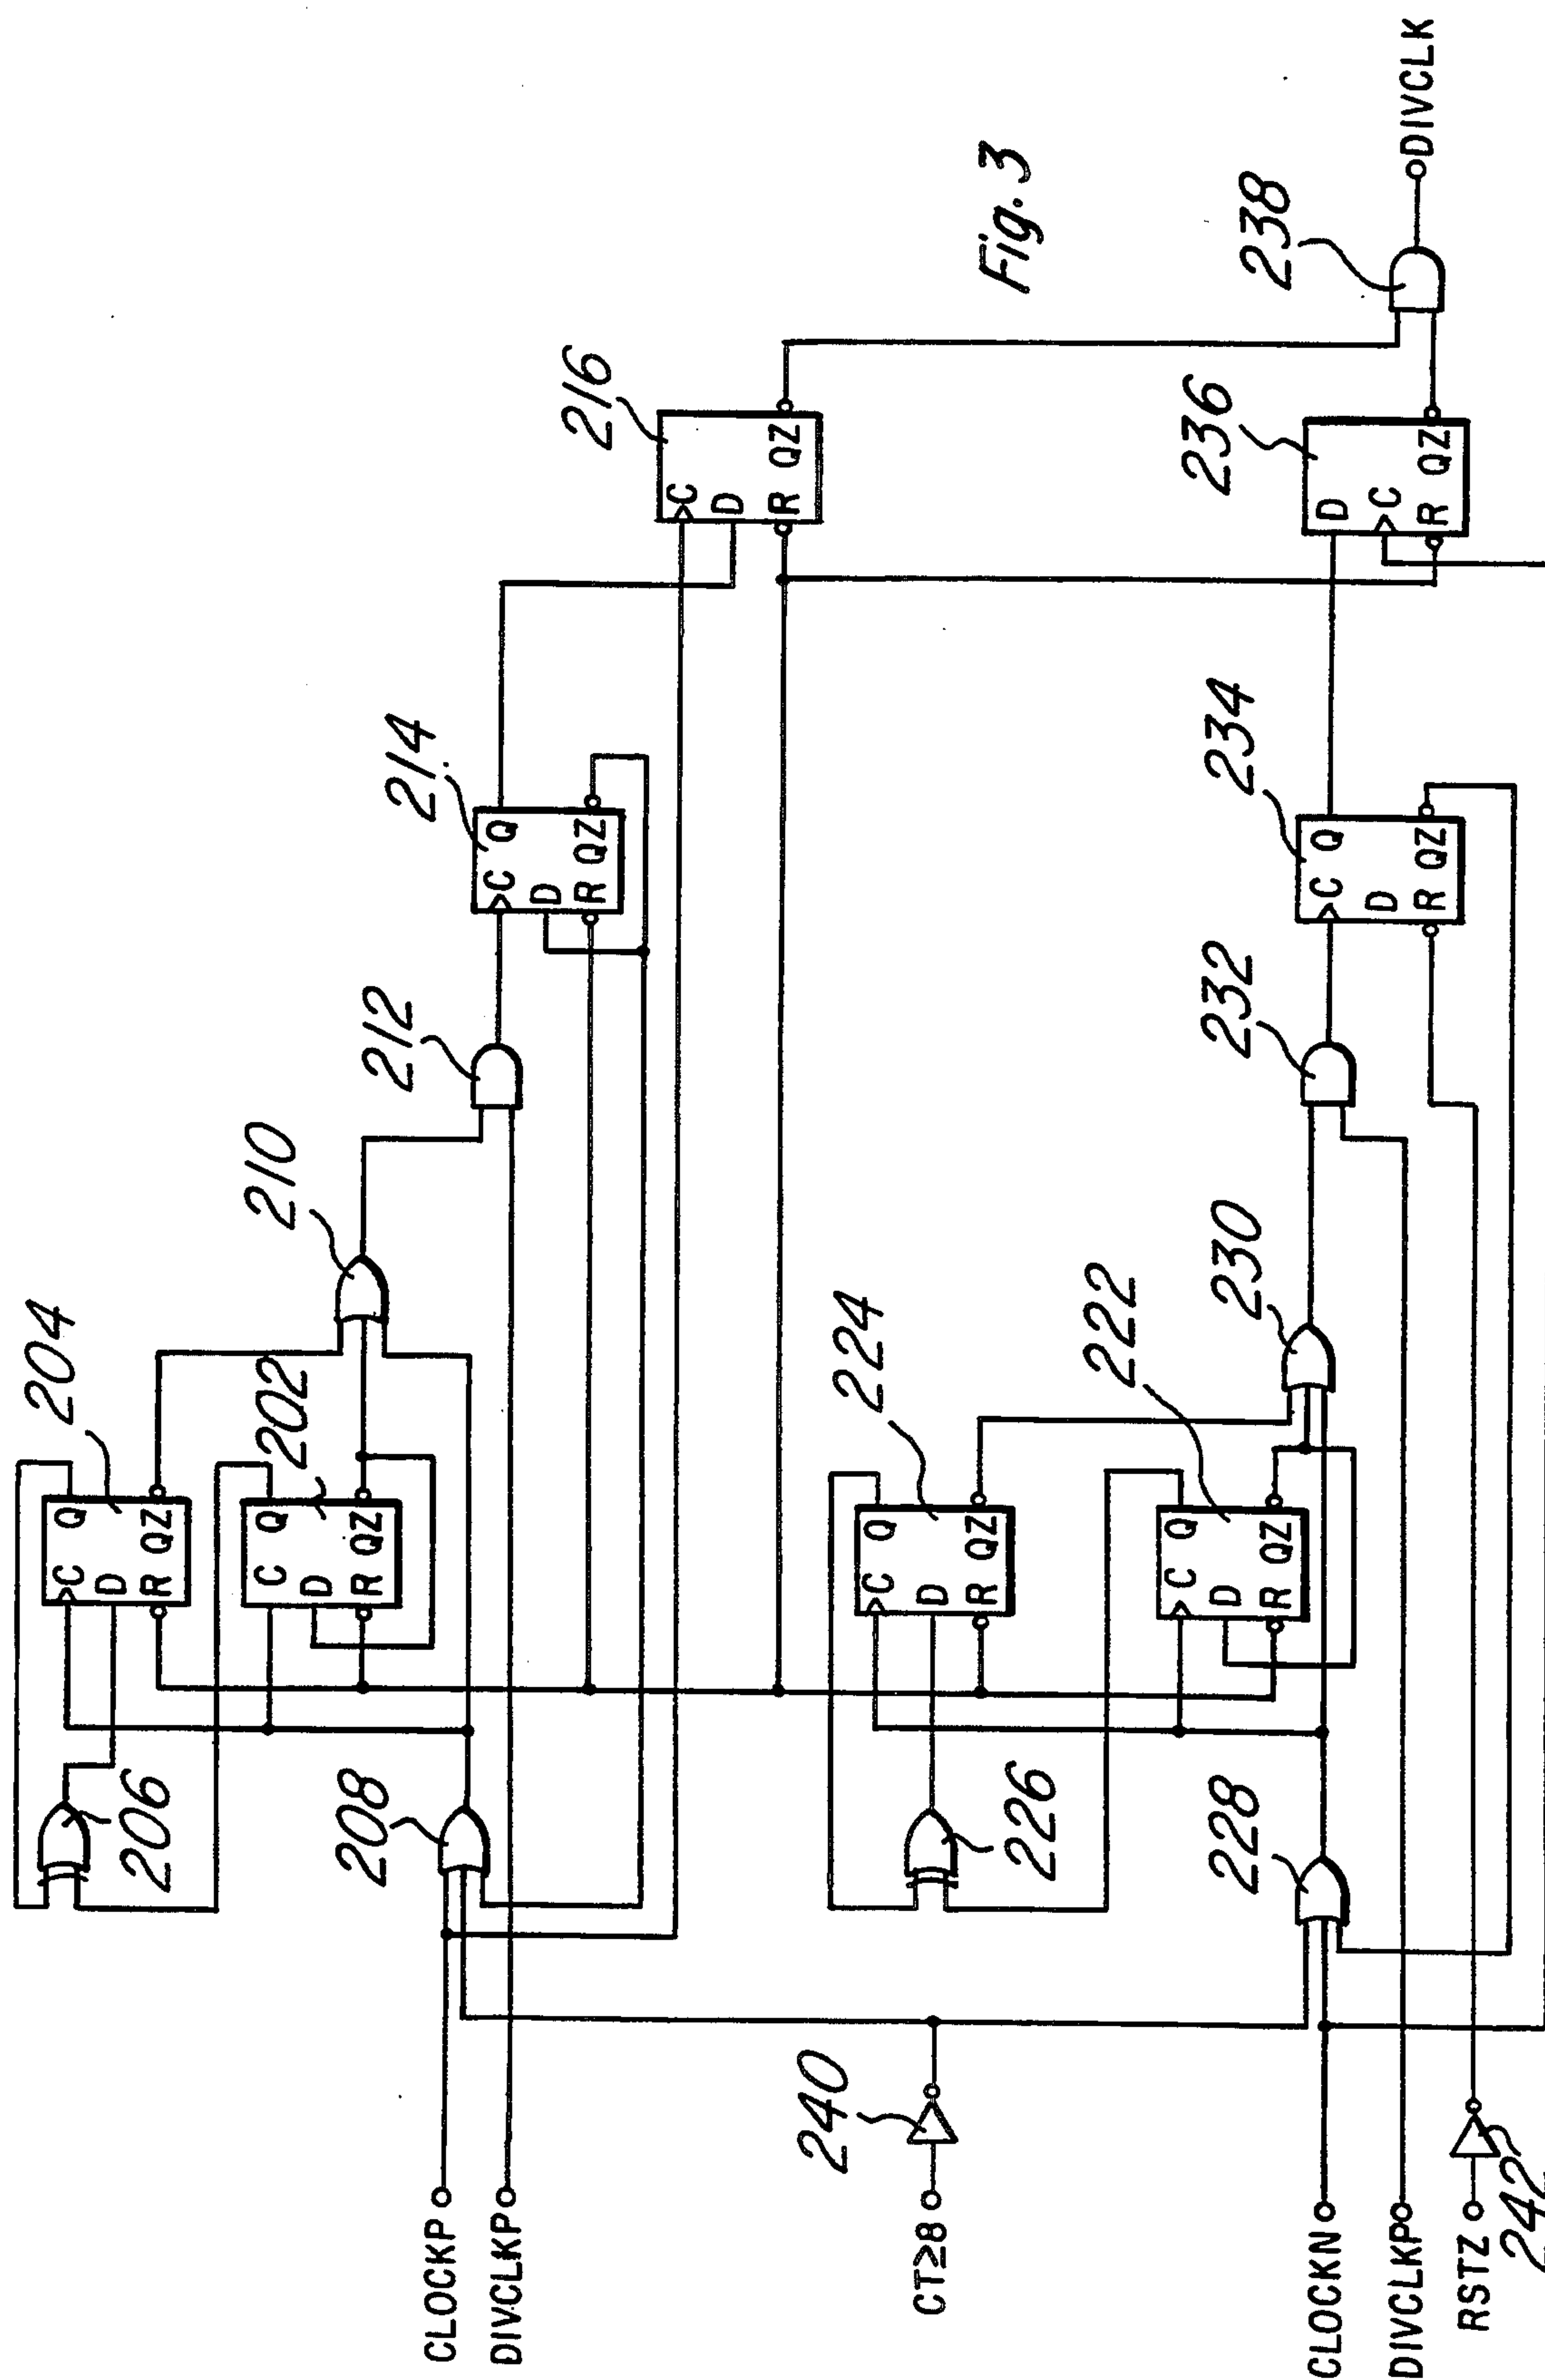 204
C Q
D
R QZ
206
202
C Q
D
R QZ
210
208
212
214
C Q
D
R QZ
216
C
D
R QZ
CLOCKP
DIVCLKP
240
CT≥8
224
C Q
D
R QZ
226
222
C Q
D
R QZ
228
230
232
234
C Q
D
R QZ
236
D
C
R QZ
238
DIVCLK
CLOCKN
DIVCLKP
RSTZ
242
Fig. 3